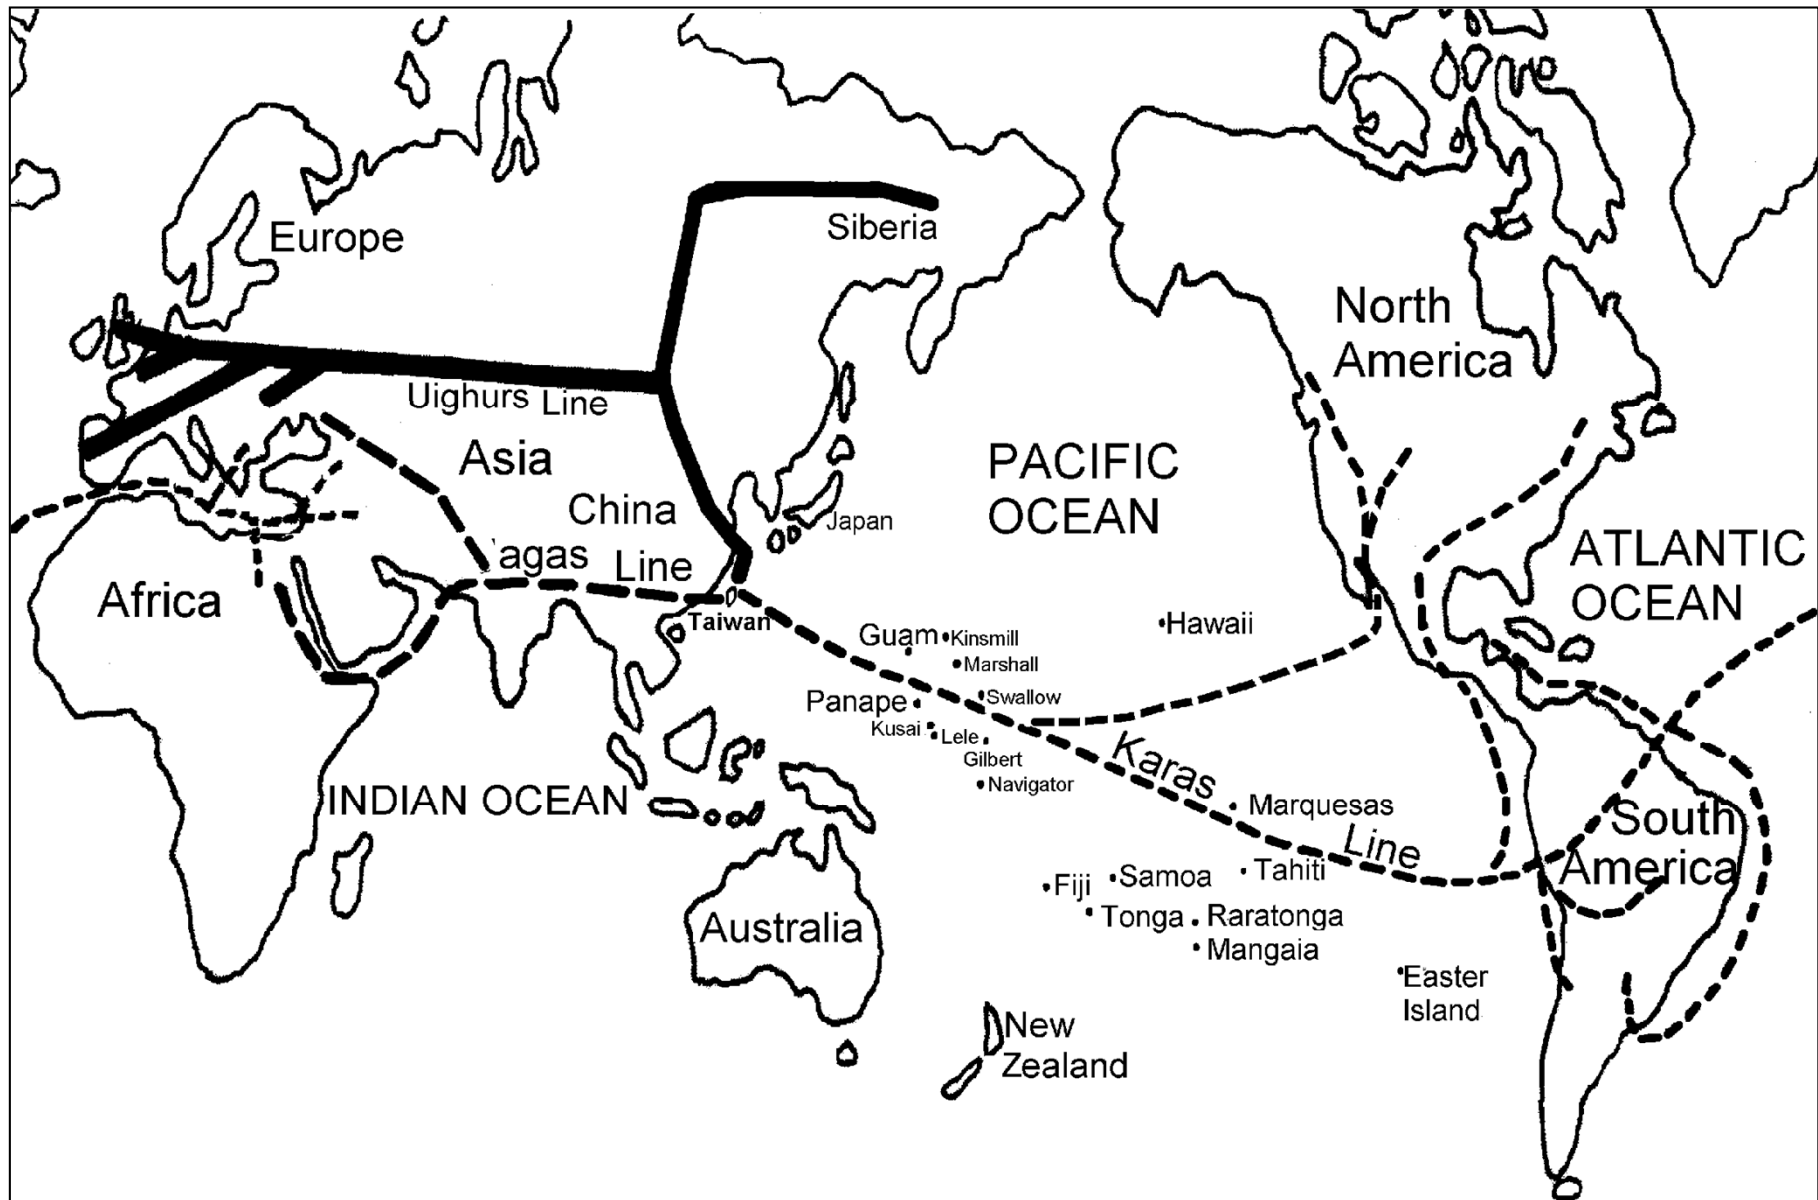 Europe
Siberia
North
America
Uighurs Line
Asia
PACIFIC
OCEAN
China
Japan
ATLANTIC
OCEAN
agas Line
Africa
Taiwan
Hawaii
Guam
Kinsmill
Marshall
Swallow
Panape
Kusai
Lele
Gilbert
Navigator
Karas
Line
INDIAN OCEAN
Marquesas
South
America
Tahiti
Samoa
Fiji
Tonga
Raratonga
Mangaia
Australia
Easter
Island
New
Zealand